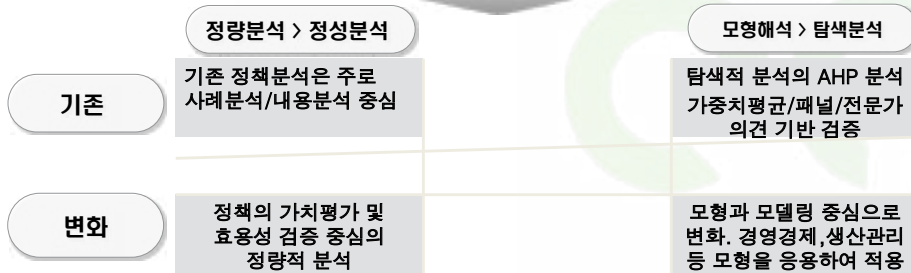 정량분석 > 정성분석
모형해석 > 탐색분석
기존
기존 정책분석은 주로
사례분석/내용분석 중심
탐색적 분석의 AHP 분석
가중치평균/패널/전문가
의견 기반 검증
변화
정책의 가치평가 및
효용성 검증 중심의
정량적 분석
모형과 모델링 중심으로
변화. 경영경제,생산관리
등 모형을 응용하여 적용